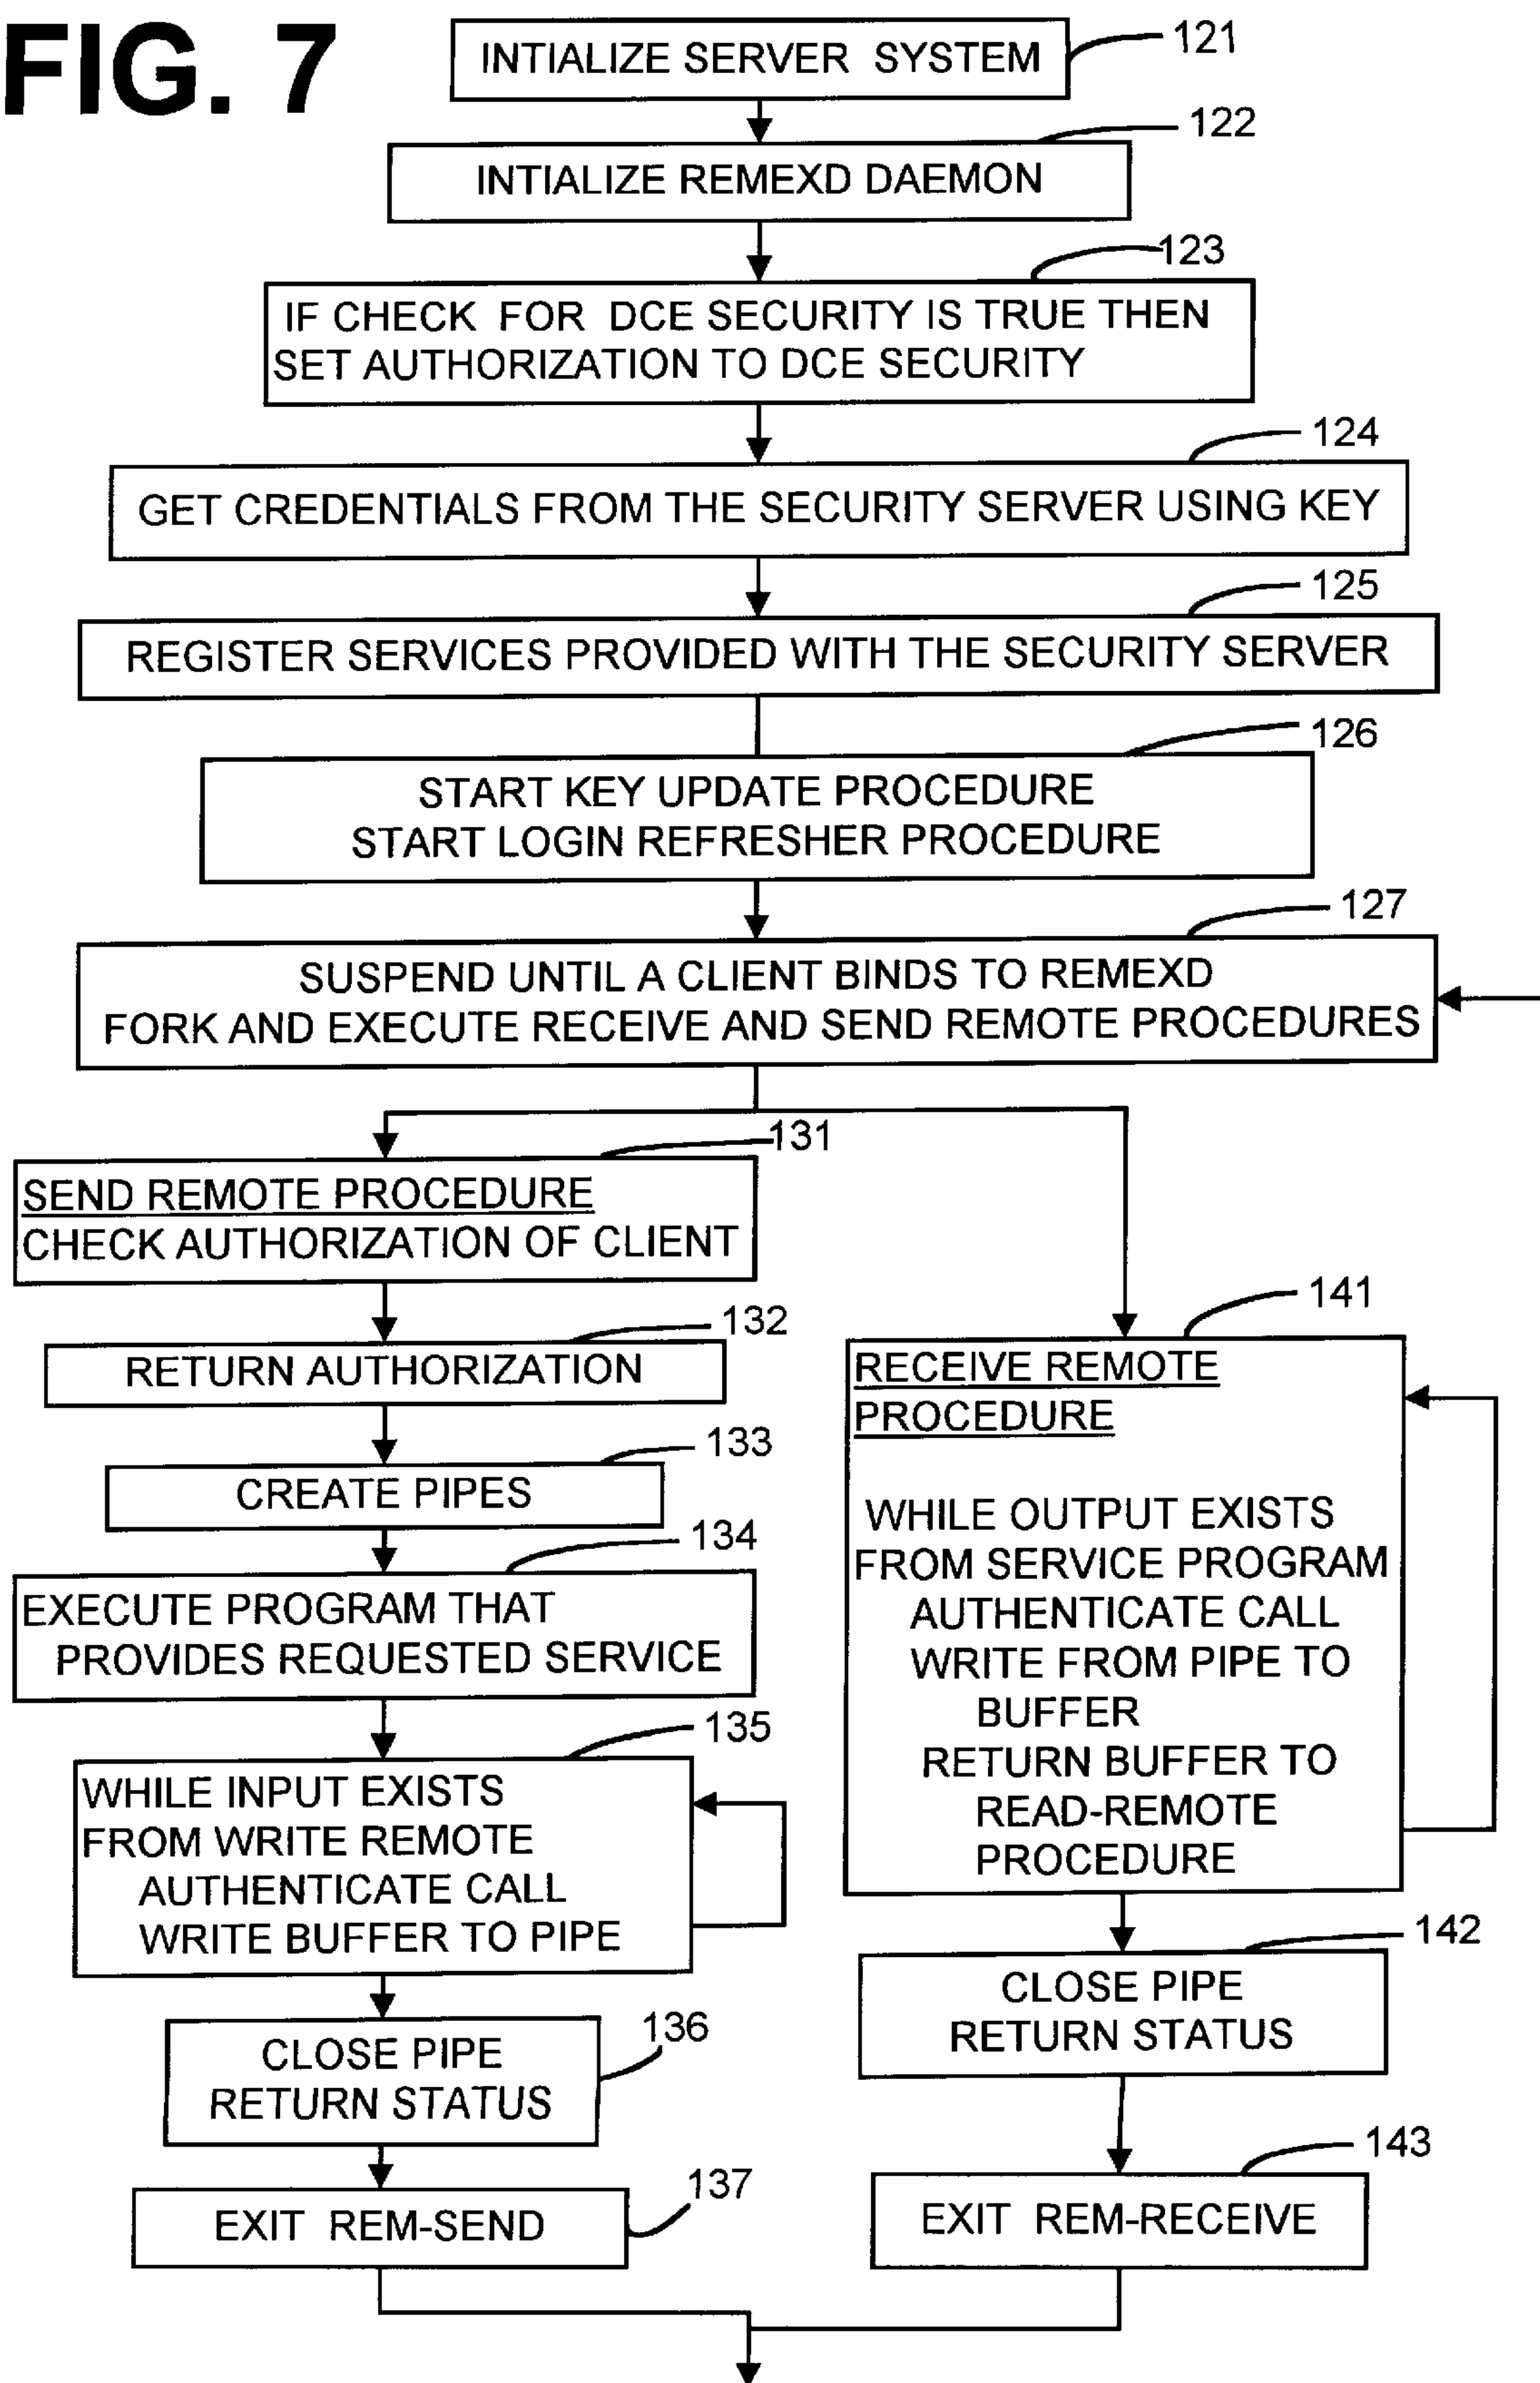 FIG. 7
INTIALIZE SERVER SYSTEM
121
122
INTIALIZE REMEXD DAEMON
123
IF CHECK FOR DCE SECURITY IS TRUE THEN
SET AUTHORIZATION TO DCE SECURITY
124
GET CREDENTIALS FROM THE SECURITY SERVER USING KEY
125
REGISTER SERVICES PROVIDED WITH THE SECURITY SERVER
126
START KEY UPDATE PROCEDURE
START LOGIN REFRESHER PROCEDURE
127
SUSPEND UNTIL A CLIENT BINDS TO REMEXD
FORK AND EXECUTE RECEIVE AND SEND REMOTE PROCEDURES
131
SEND REMOTE PROCEDURE
CHECK AUTHORIZATION OF CLIENT
132
RETURN AUTHORIZATION
133
CREATE PIPES
134
EXECUTE PROGRAM THAT
PROVIDES REQUESTED SERVICE
135
WHILE INPUT EXISTS
FROM WRITE REMOTE
AUTHENTICATE CALL
WRITE BUFFER TO PIPE
136
CLOSE PIPE
RETURN STATUS
137
EXIT REM-SEND
141
RECEIVE REMOTE
PROCEDURE
WHILE OUTPUT EXISTS
FROM SERVICE PROGRAM
AUTHENTICATE CALL
WRITE FROM PIPE TO
BUFFER
RETURN BUFFER TO
READ-REMOTE
PROCEDURE
142
CLOSE PIPE
RETURN STATUS
143
EXIT REM-RECEIVE